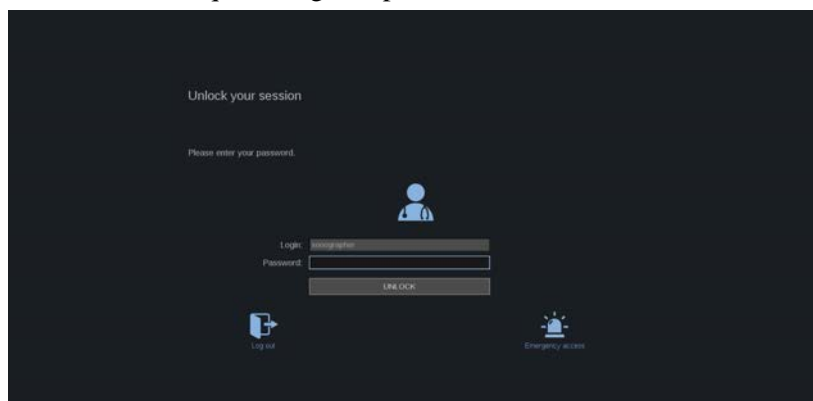 Unlock your session
Please enter your password.
Login: sonographer
Password:
UNLOCK
Log out
Emergency access